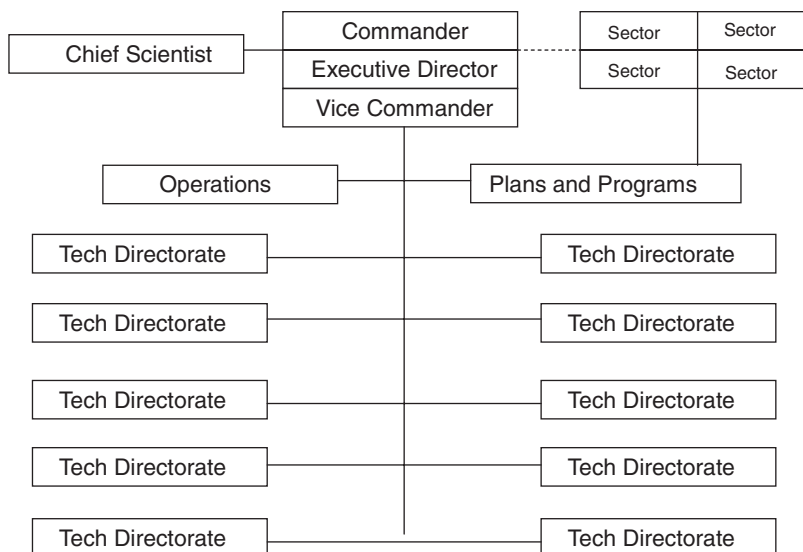 Commander
Sector
Sector
Chief Scientist
Executive Director
Sector
Sector
Vice Commander
Operations
Plans and Programs
Tech Directorate
Tech Directorate
Tech Directorate
Tech Directorate
Tech Directorate
Tech Directorate
Tech Directorate
Tech Directorate
Tech Directorate
Tech Directorate